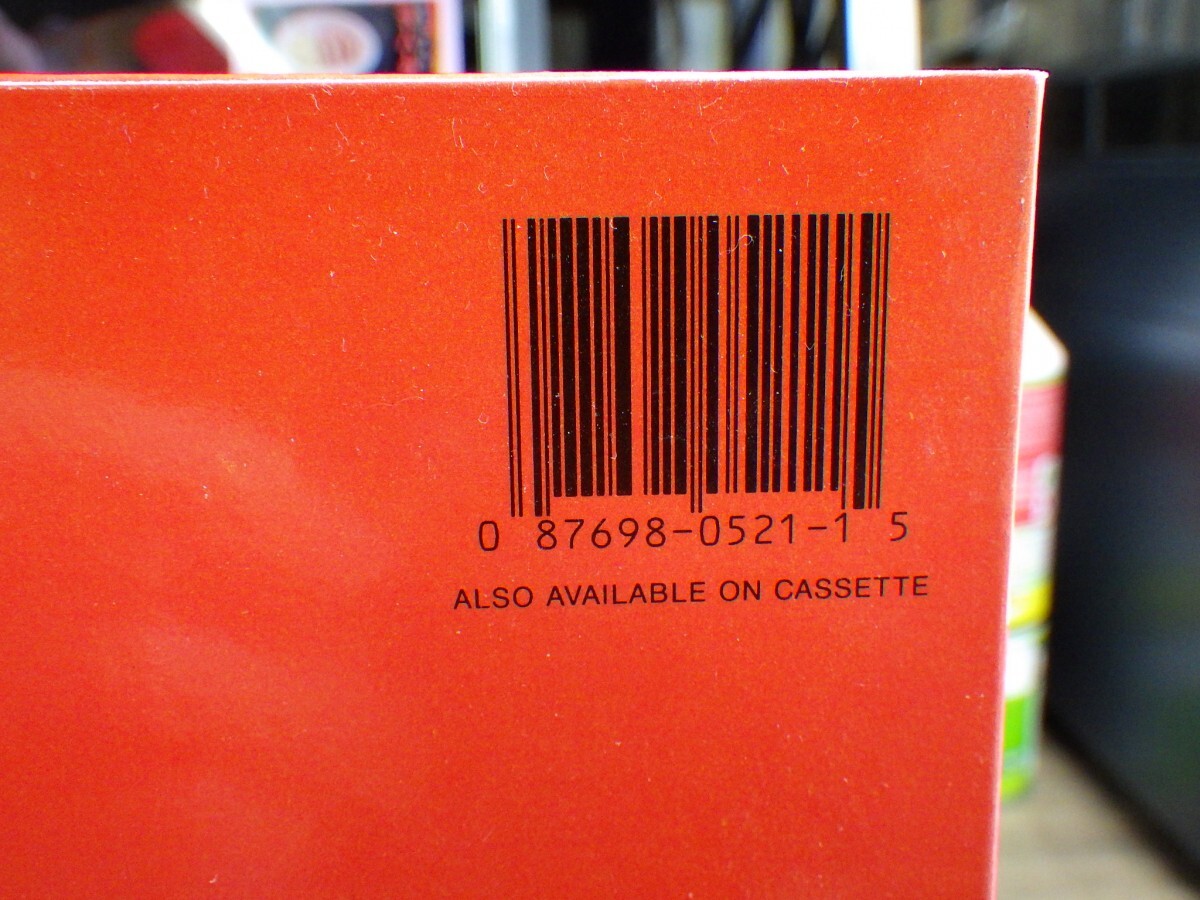 0 87698-0521-1 5
ALSO AVAILABLE ON CASSETTE